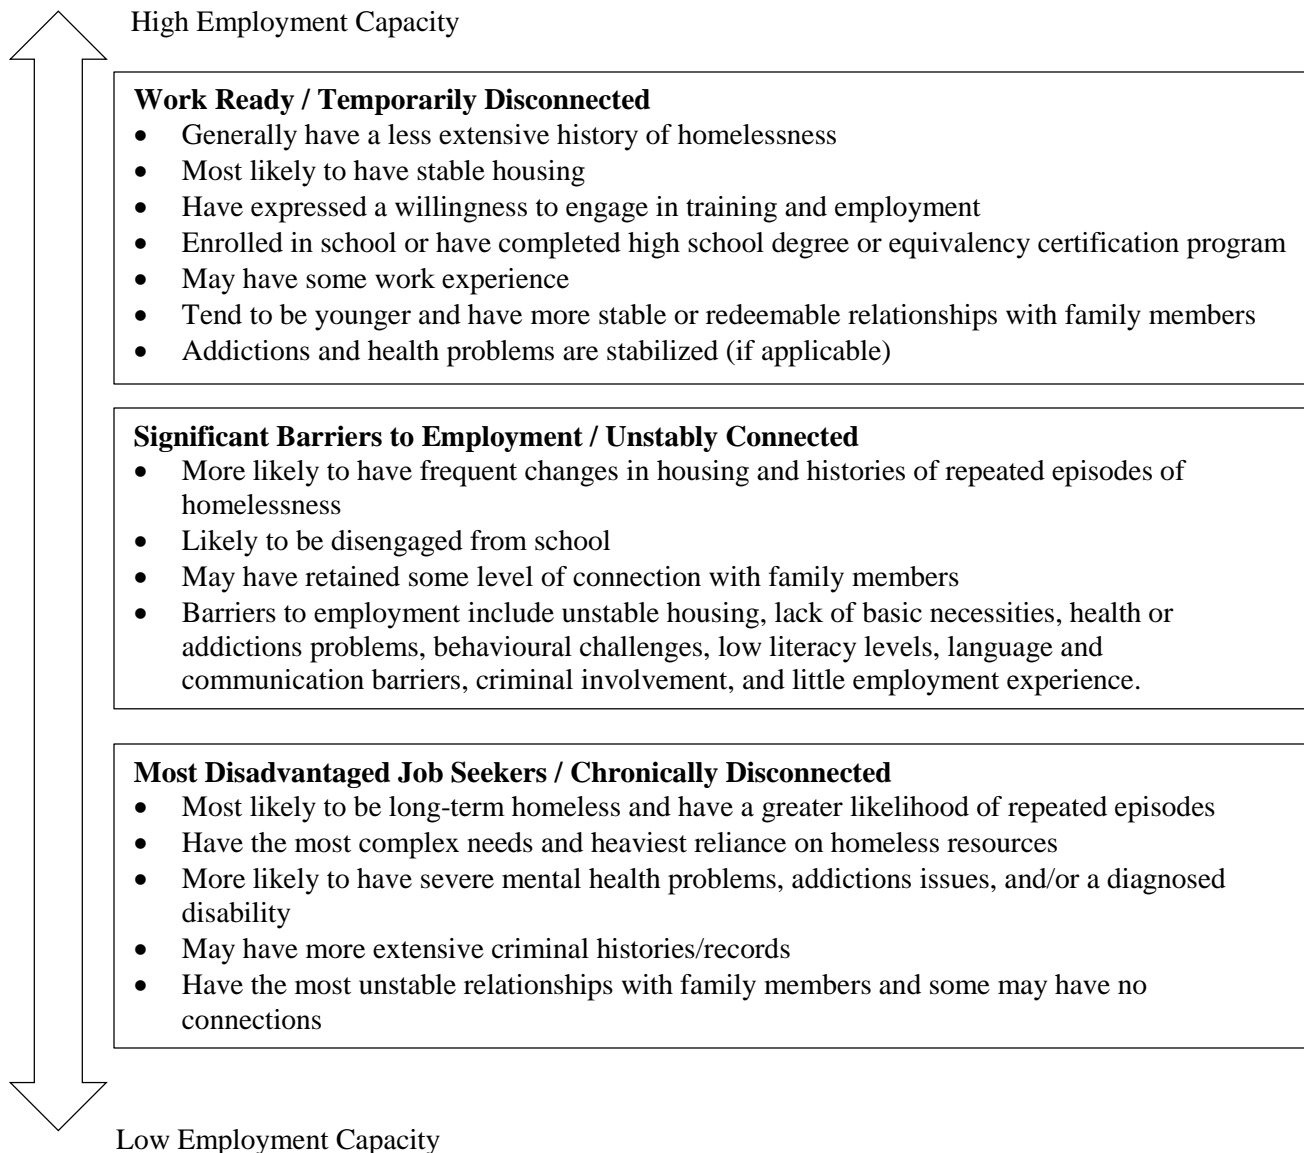 High Employment Capacity
Work Ready / Temporarily Disconnected
• Generally have a less extensive history of homelessness
• Most likely to have stable housing
• Have expressed a willingness to engage in training and employment
• Enrolled in school or have completed high school degree or equivalency certification program
• May have some work experience
• Tend to be younger and have more stable or redeemable relationships with family members
• Addictions and health problems are stabilized (if applicable)
Significant Barriers to Employment / Unstably Connected
• More likely to have frequent changes in housing and histories of repeated episodes of
homelessness
• Likely to be disengaged from school
• May have retained some level of connection with family members
• Barriers to employment include unstable housing, lack of basic necessities, health or
addictions problems, behavioural challenges, low literacy levels, language and
communication barriers, criminal involvement, and little employment experience.
Most Disadvantaged Job Seekers / Chronically Disconnected
• Most likely to be long-term homeless and have a greater likelihood of repeated episodes
• Have the most complex needs and heaviest reliance on homeless resources
• More likely to have severe mental health problems, addictions issues, and/or a diagnosed
disability
• May have more extensive criminal histories/records
• Have the most unstable relationships with family members and some may have no
connections
Low Employment Capacity